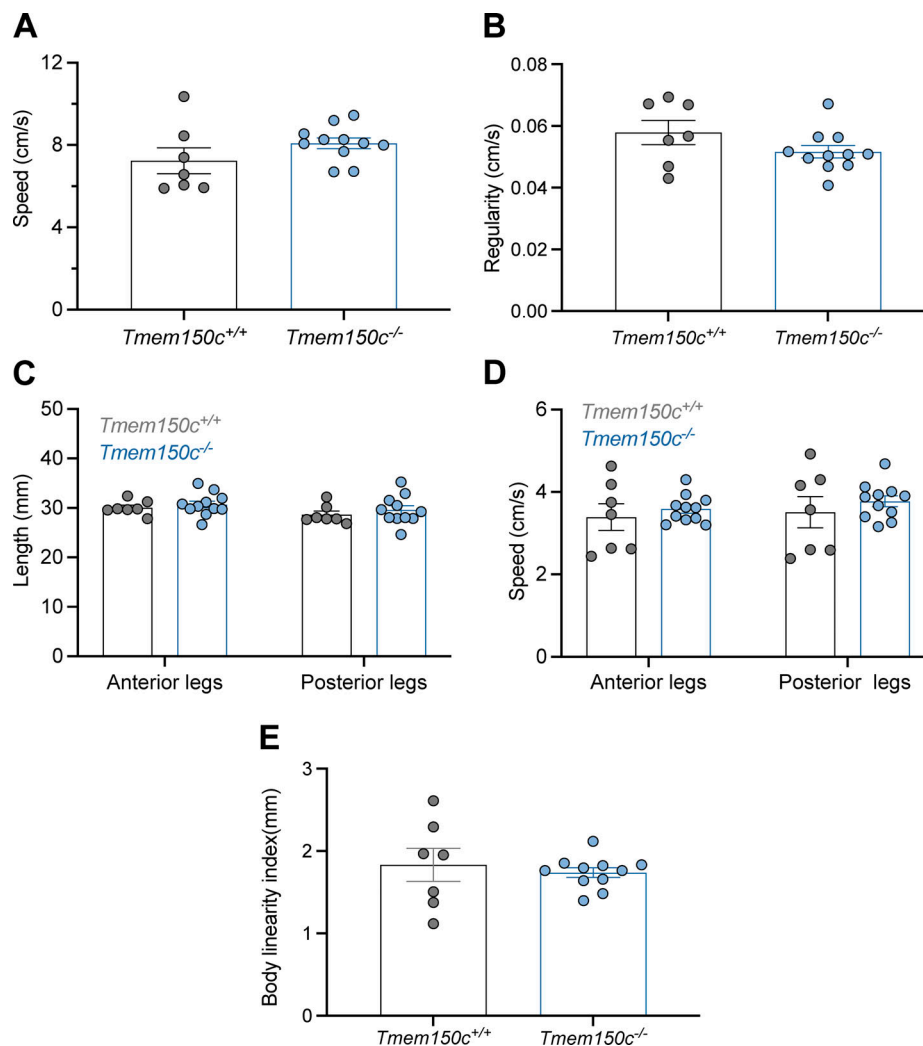 A
Speed (cm/s)
12
8
4
0
Tmem150c+/+
Tmem150c-/-
B
Regularity (cm/s)
0.08
0.06
0.04
0.02
0.00
Tmem150c+/+
Tmem150c-/-
C
Length (mm)
50
40
30
20
10
0
Tmem150c+/+
Tmem150c-/-
Anterior legs
Posterior legs
D
Speed (cm/s)
6
4
2
0
Tmem150c+/+
Tmem150c-/-
Anterior legs
Posterior legs
E
Body linearity index(mm)
3
2
1
0
Tmem150c+/+
Tmem150c-/-